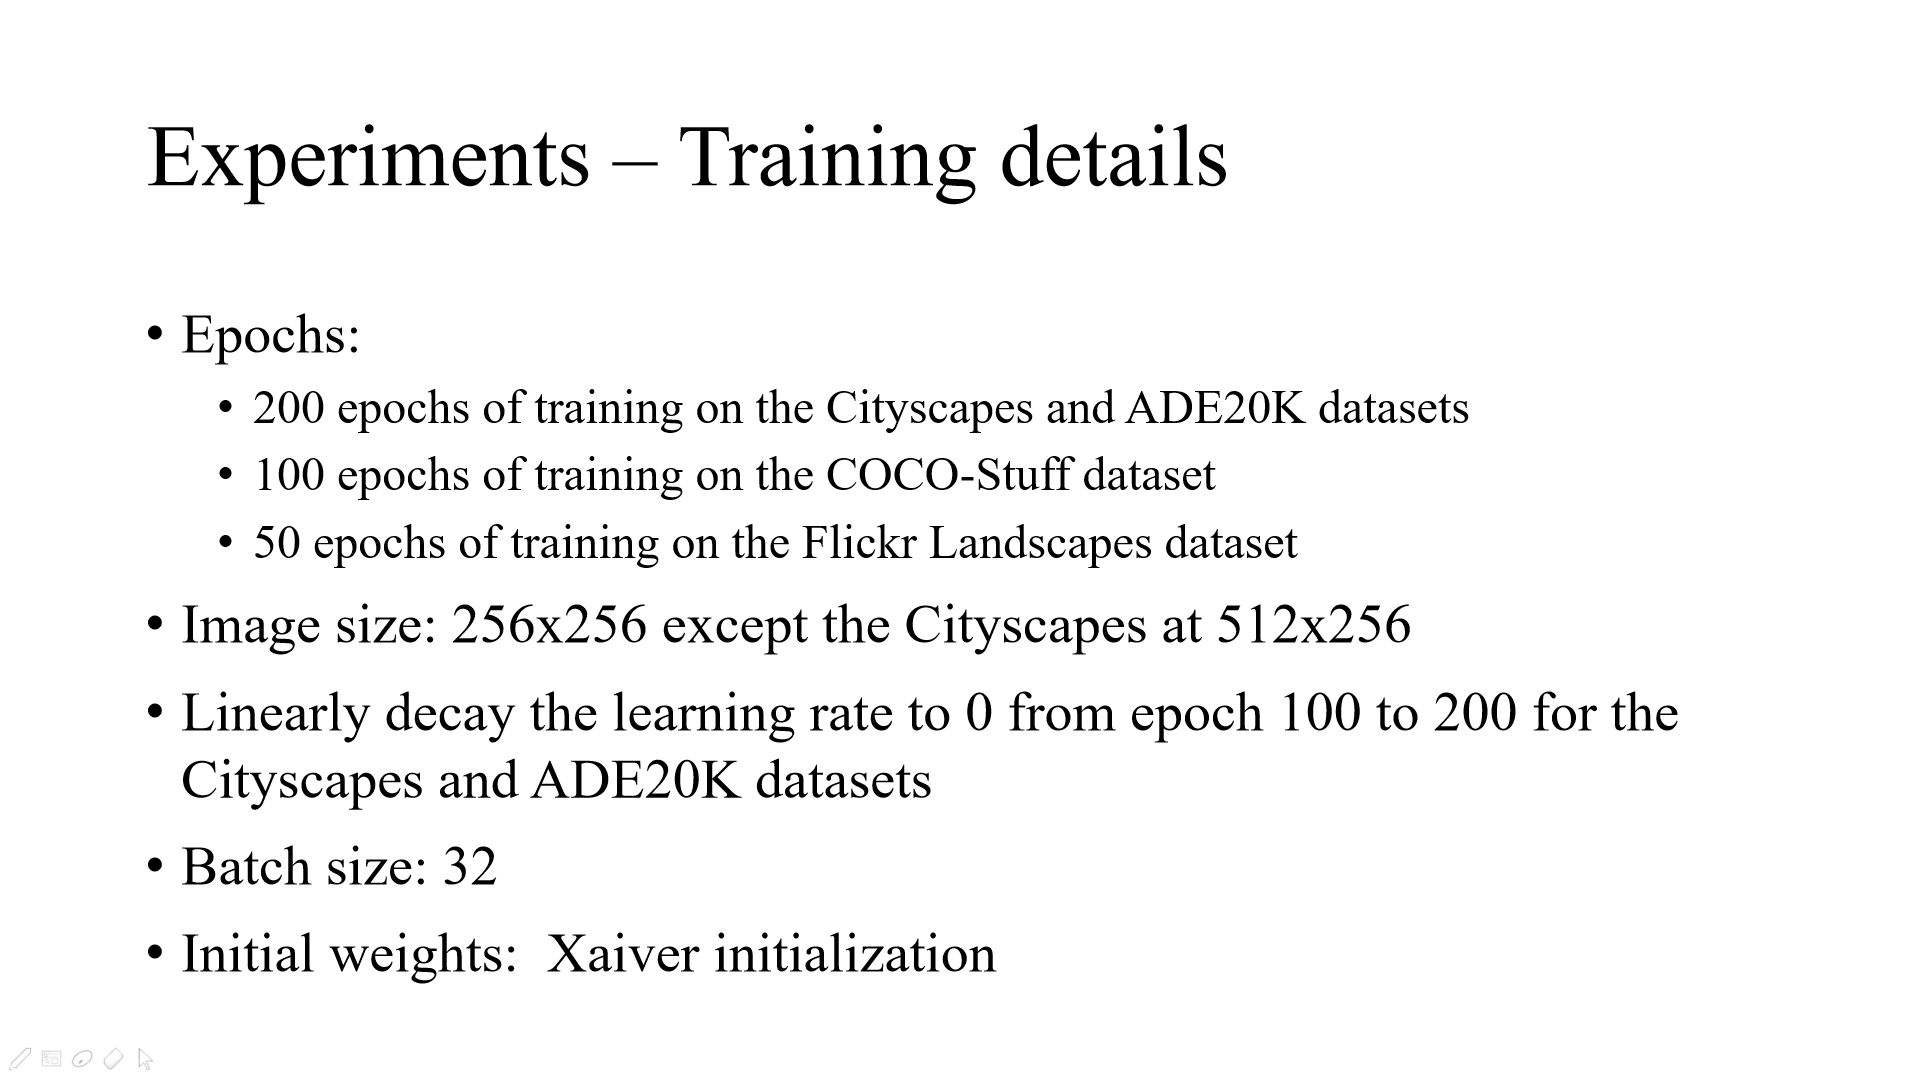 Experiments – Training details
• Epochs:
• 200 epochs of training on the Cityscapes and ADE20K datasets
• 100 epochs of training on the COCO-Stuff dataset
• 50 epochs of training on the Flickr Landscapes dataset
• Image size: 256x256 except the Cityscapes at 512x256
• Linearly decay the learning rate to 0 from epoch 100 to 200 for the
Cityscapes and ADE20K datasets
• Batch size: 32
• Initial weights:  Xaiver initialization